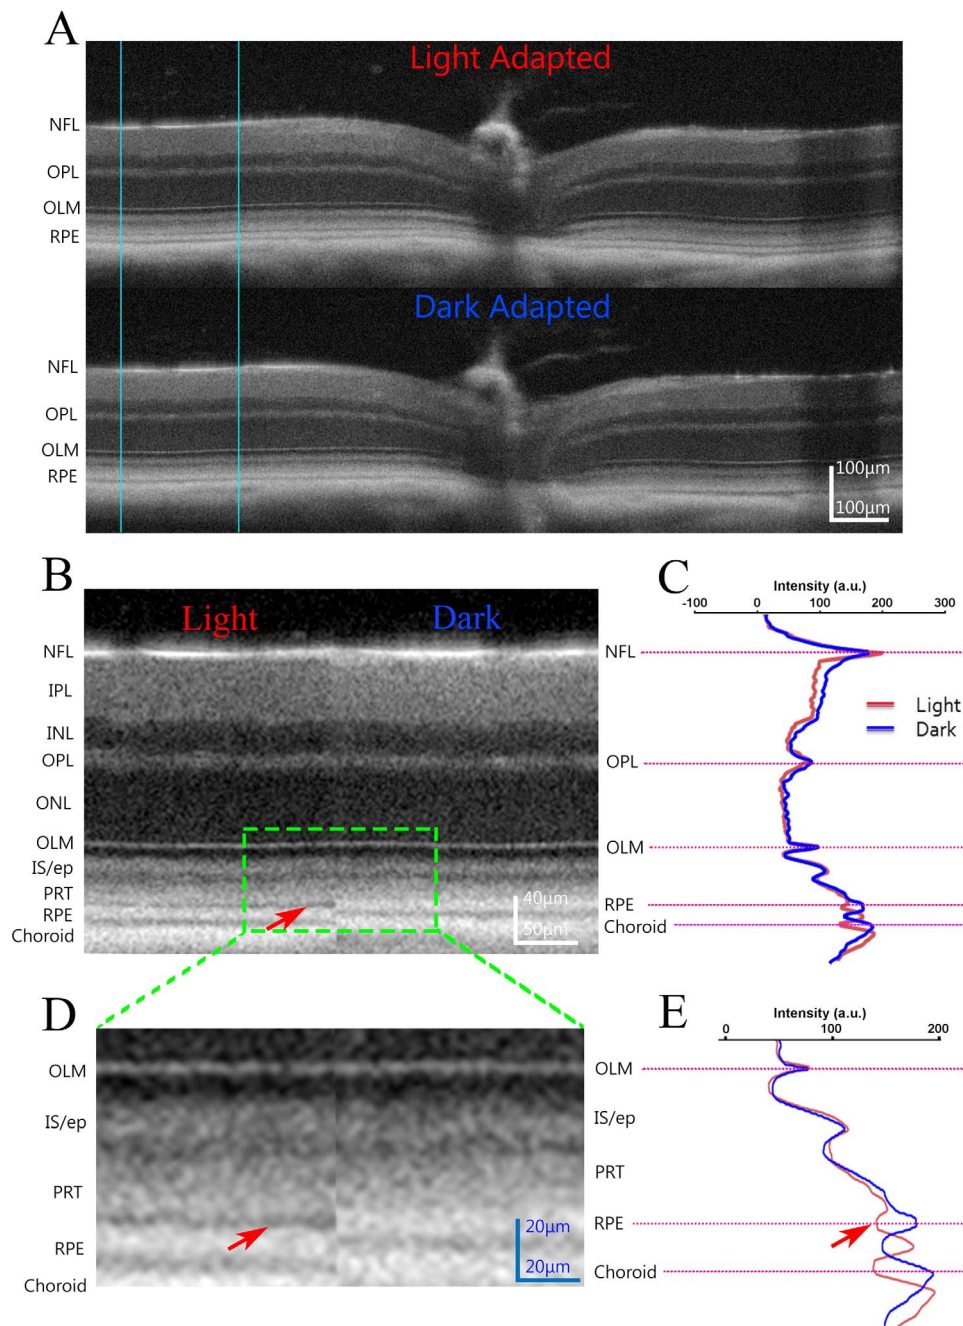 A
Light Adapted
NFL
OPL
OLM
RPE
Dark Adapted
NFL
OPL
OLM
RPE
100μm
100μm
B
Light
Dark
NFL
IPL
INL
OPL
ONL
OLM
IS/ep
PRT
RPE
Choroid
40μm
50μm
C
Intensity (a.u.)
-100 0 100 200 300
NFL
Light
Dark
OPL
OLM
RPE
Choroid
D
OLM
IS/ep
PRT
RPE
Choroid
20μm
20μm
E
Intensity (a.u.)
0 100 200
OLM
IS/ep
PRT
RPE
Choroid